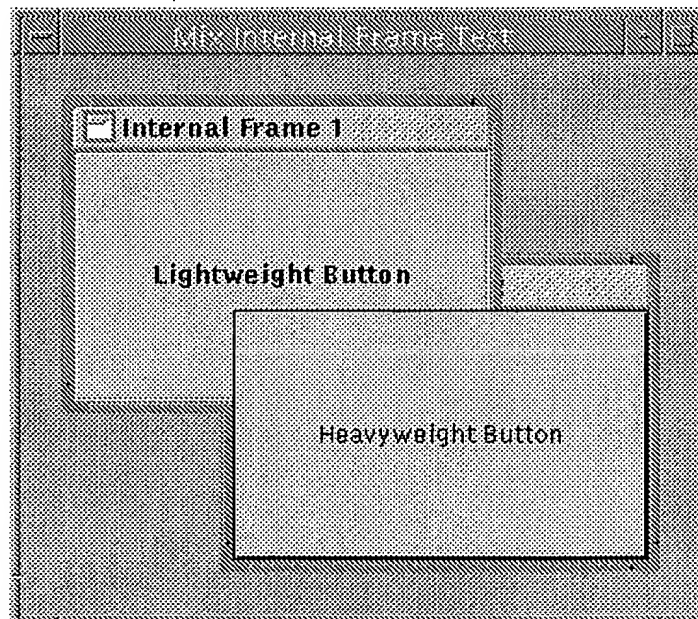 Mix Internal Frame Test
Internal Frame 1
Lightweight Button
Heavyweight Button